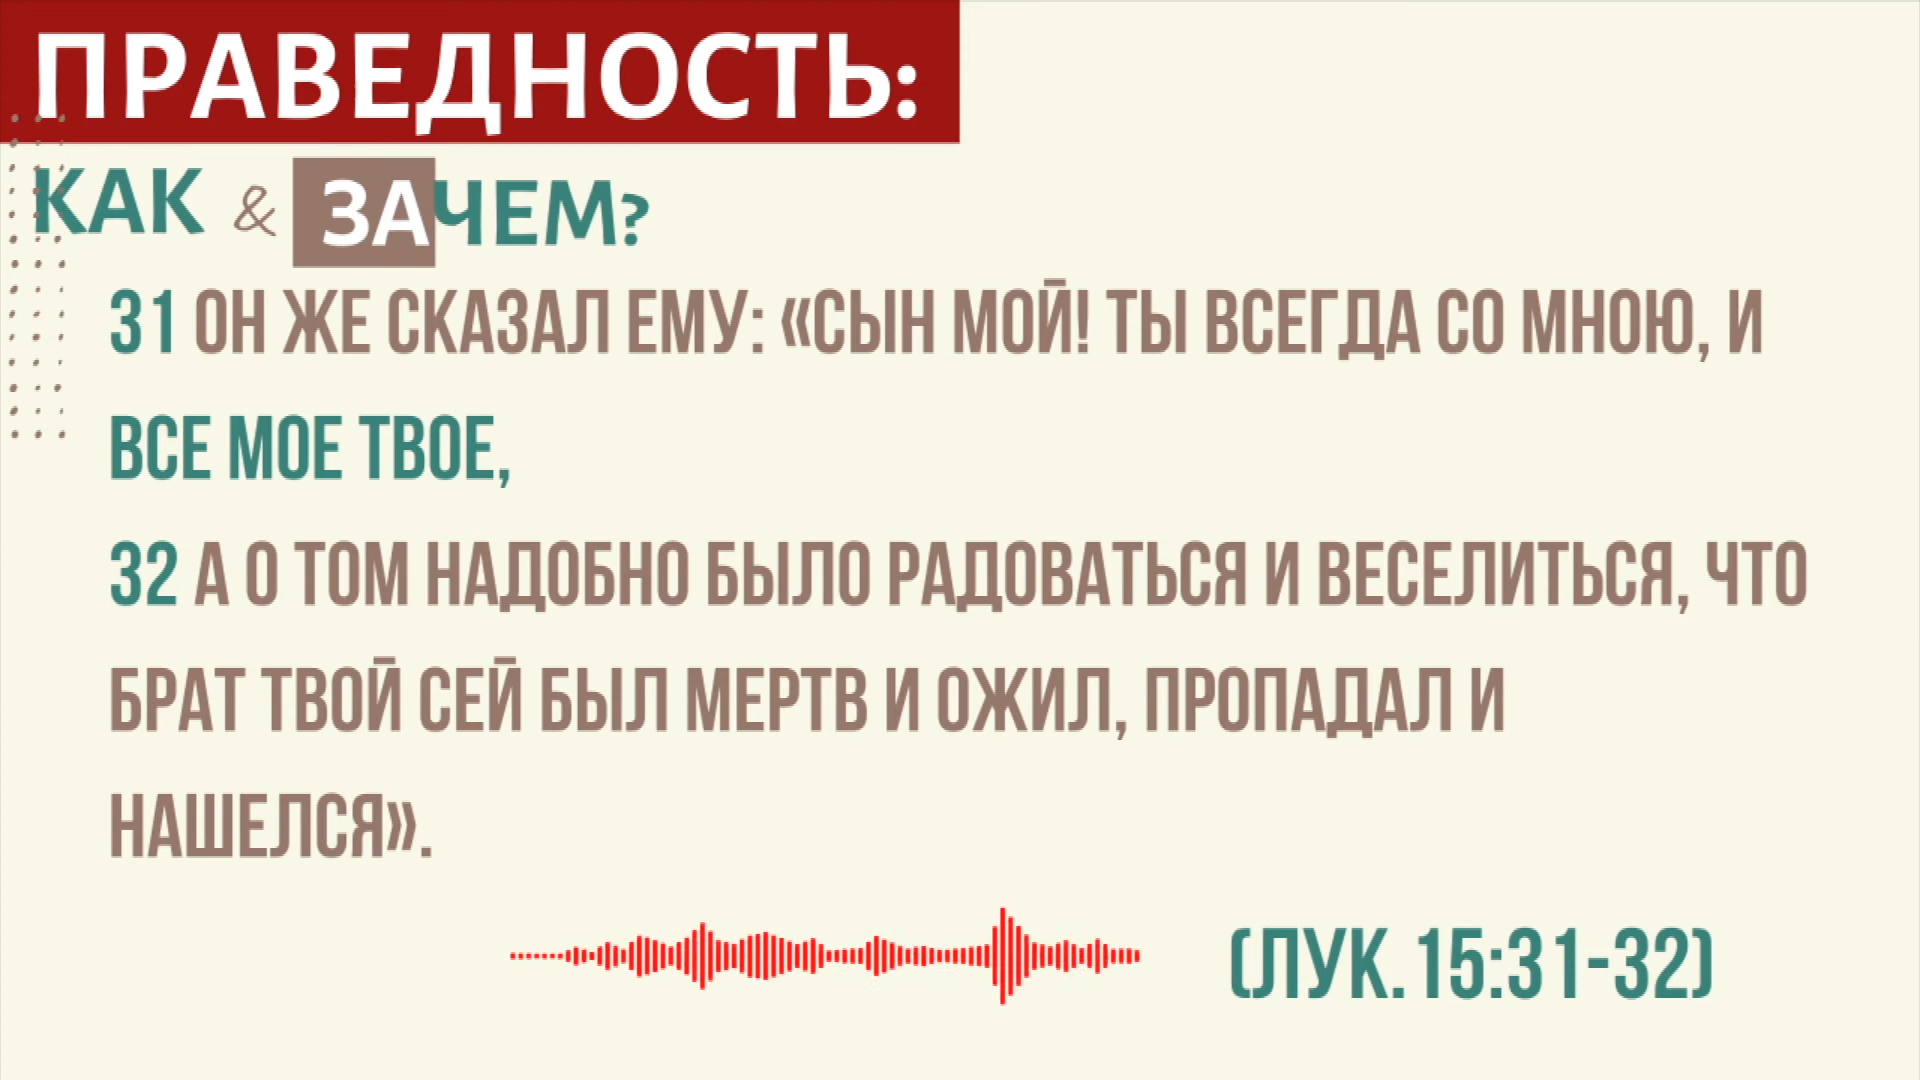 ПРАВЕДНОСТЬ:
КАК & ЗАЧЕМ?
31 ОН ЖЕ СКАЗАЛ ЕМУ: «СЫН МОЙ! ТЫ ВСЕГДА СО МНОЮ, И
ВСЕ МОЕ ТВОЕ,
32 А О ТОМ НАДОБНО БЫЛО РАДОВАТЬСЯ И ВЕСЕЛИТЬСЯ, ЧТО
БРАТ ТВОЙ СЕЙ БЫЛ МЕРТВ И ОЖИЛ, ПРОПАДАЛ И
НАШЕЛСЯ».
(ЛУК.15:31-32)